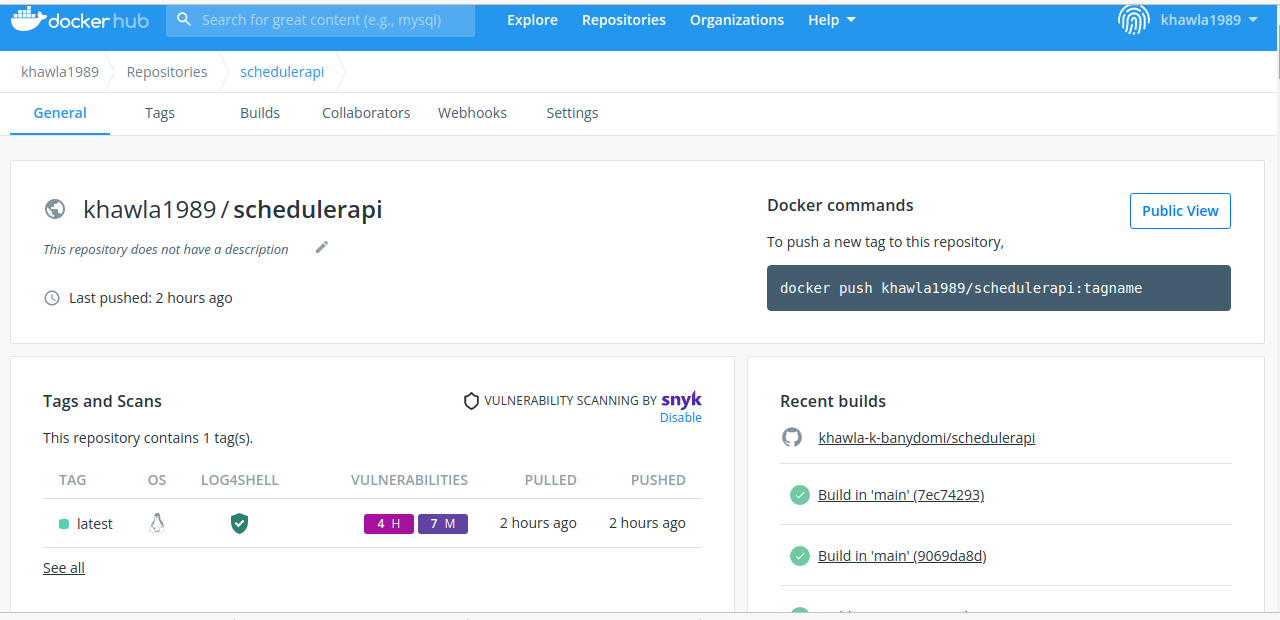 docker hub
Search for great content (e.g., mysql)
Explore
Repositories
Organizations
Help
khawla1989
khawla1989
Repositories
schedulerapi
General
Tags
Builds
Collaborators
Webhooks
Settings
khawla1989 / schedulerapi
This repository does not have a description
Last pushed: 2 hours ago
Docker commands
Public View
To push a new tag to this repository,
docker push khawla1989/schedulerapi:tagname
Tags and Scans
VULNERABILITY SCANNING BY snyk
Disable
This repository contains 1 tag(s).
TAG OS LOG4SHELL VULNERABILITIES PULLED PUSHED
latest 4 H 7 M 2 hours ago 2 hours ago
See all
Recent builds
khawla-k-banydomi/schedulerapi
Build in 'main' (7ec74293)
Build in 'main' (9069da8d)